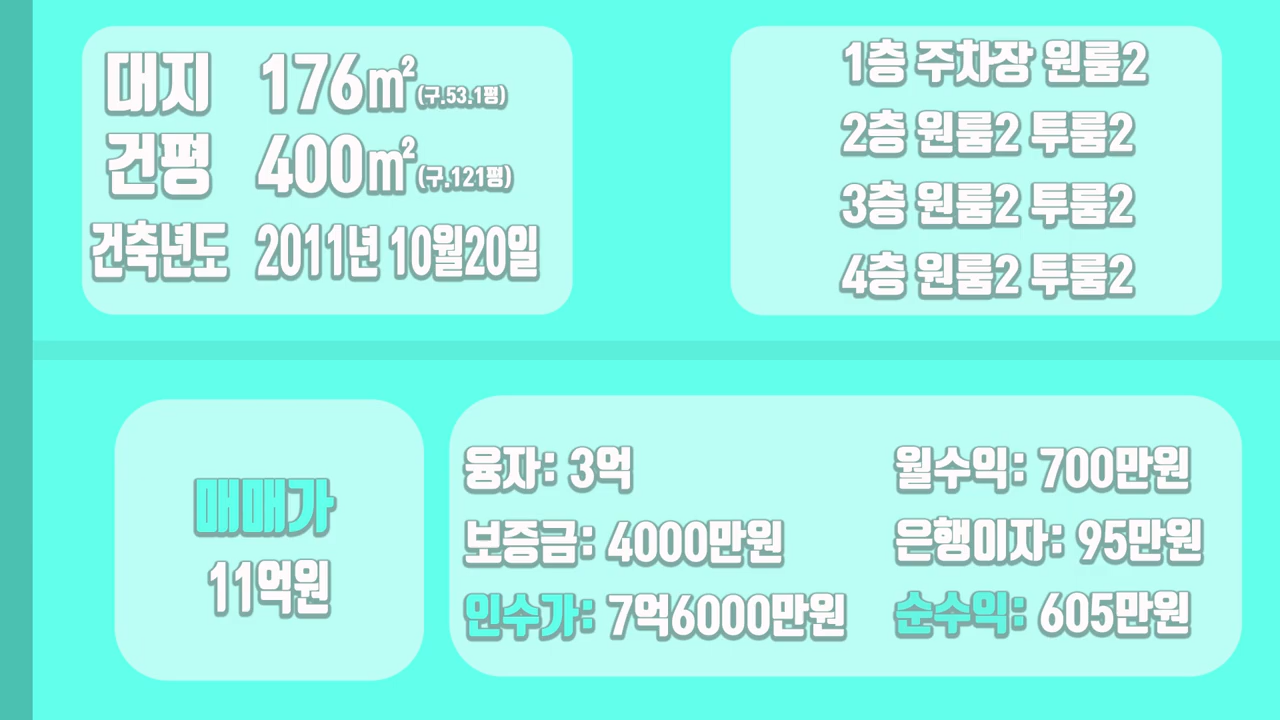 대지 176㎡(구.53.1평)
건평 400㎡(구.121평)
건축년도 2011년 10월20일
1층 주차장 원룸2
2층 원룸2 투룸2
3층 원룸2 투룸2
4층 원룸2 투룸2
매매가
11억원
융자: 3억
보증금: 4000만원
인수가: 7억6000만원
월수익: 700만원
은행이자: 95만원
순수익: 605만원